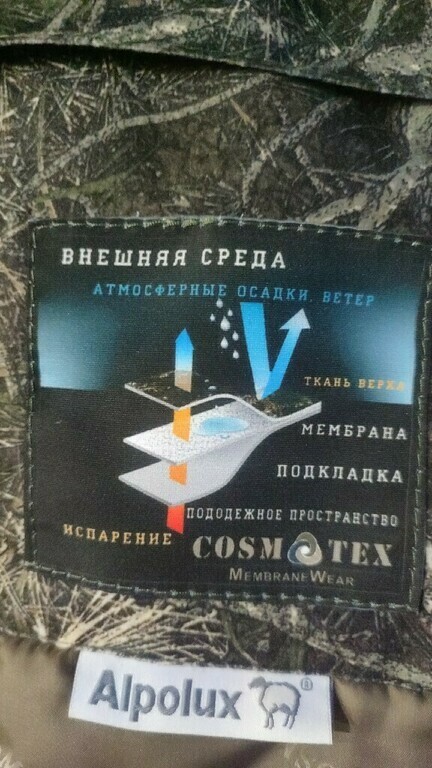 ВНЕШНЯЯ СРЕДА
АТМОСФЕРНЫЕ ОСАДКИ, ВЕТЕР
ТКАНЬ ВЕРХА
МЕМБРАНА
ПОДКЛАДКА
ПОДОДЕЖНОЕ ПРОСТРАНСТВО
ИСПАРЕНИЕ
COSMOTEX
MEMBRANEWEAR
Alpolux ®